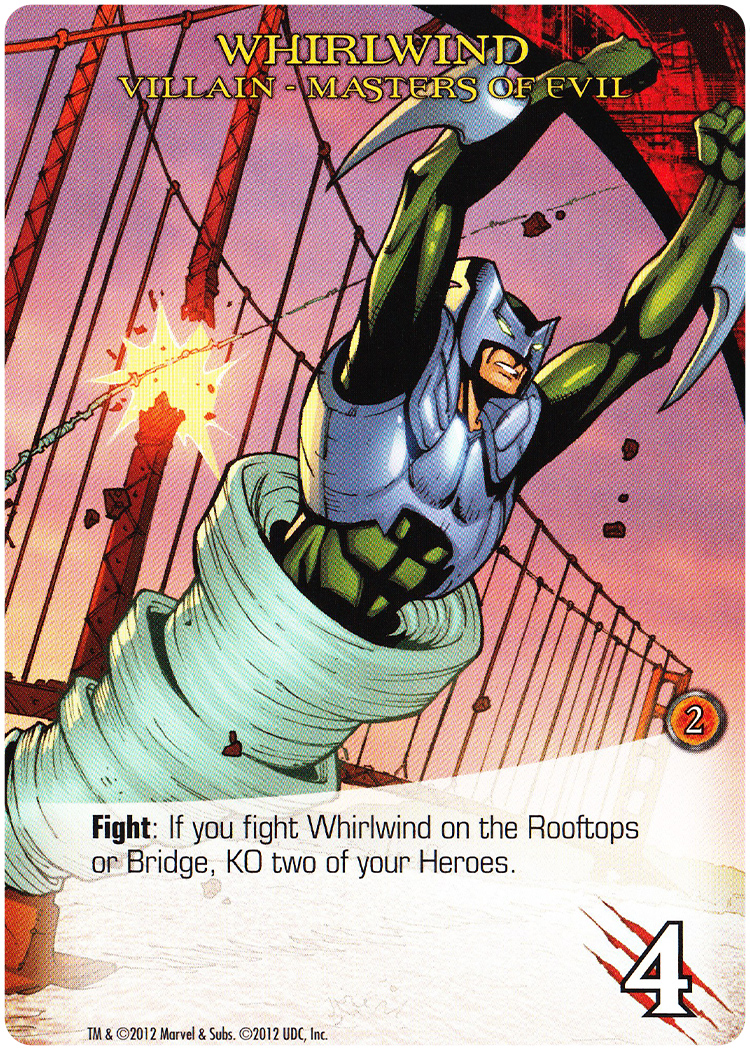 WHIRLWIND
VILLAIN - MASTERS OF EVIL
2
Fight: If you fight Whirlwind on the Rooftops
or Bridge, KO two of your Heroes.
4
TM & ©2012 Marvel & Subs. ©2012 UDC, Inc.